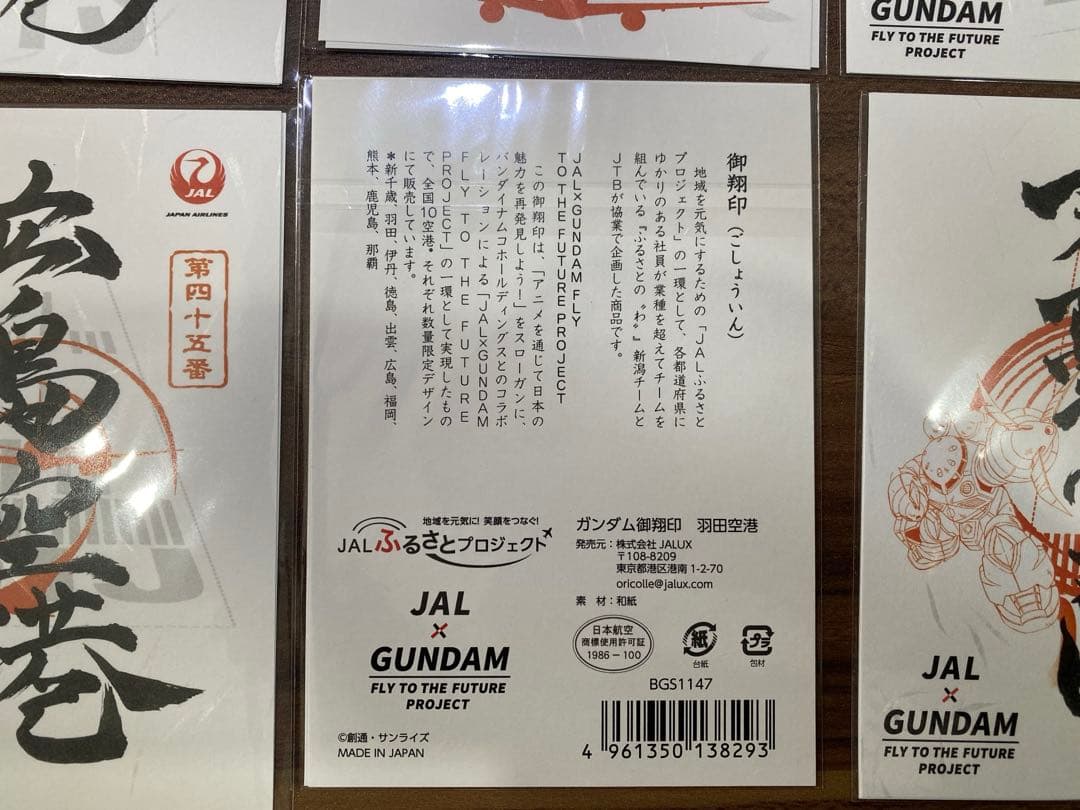 GUNDAM
FLY TO THE FUTURE
PROJECT
JAL
JAPAN AIRLINES
第四十五番
広島空港
御翔印（ごしょういん）
地域を元気にするための「JALふるさと
プロジェクト」の一環として、各都道府県に
ゆかりのある社員が業種を超えてチームを
組んでいる『ふるさとの〝わ〟』新潟チームと
JTBが協業で企画した商品です。
JAL×GUNDAM FLY
TO THE FUTURE PROJECT
この御翔印は、「アニメを通じて日本の
魅力を再発見しよう！」をスローガンに、
バンダイナムコホールディングスとのコラボ
レーションによる「JAL×GUNDAM
FLY TO THE FUTURE
PROJECT」の一環として実現したもの
で、全国10空港＊それぞれ数量限定デザイン
にて販売しています。
＊新千歳、羽田、伊丹、徳島、出雲、広島、福岡、
熊本、鹿児島、那覇
地域を元気に! 笑顔をつなぐ!
JALふるさとプロジェクト
JAL
×
GUNDAM
FLY TO THE FUTURE
PROJECT
©創通・サンライズ
MADE IN JAPAN
ガンダム御翔印　羽田空港
発売元：株式会社 JALUX
〒108-8209
東京都港区港南 1-2-70
oricolle@jalux.com
素　材：和紙
日本航空
商標使用許可証
1986－100
紙
台紙
プラ
包材
BGS1147
4 961350 138293
JAL
×
GUNDAM
FLY TO THE FUTURE
PROJECT